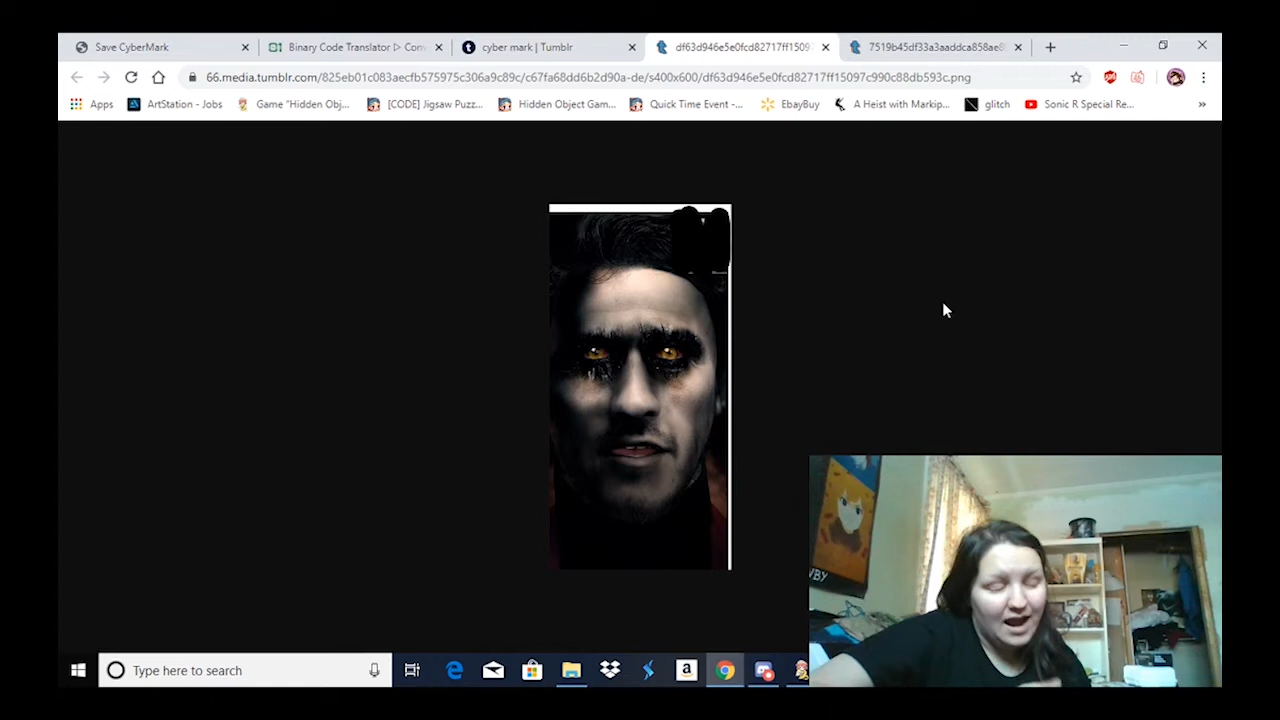 Save CyberMark
Binary Code Translator ▷ Con
cyber mark | Tumblr
df63d946e5e0fcd82717ff1509
7519b45df33a3aaddca858ae8
66.media.tumblr.com/825eb01c083aecfb575975c306a9c89c/c67fa68dd6b2d90a-de/s400x600/df63d946e5e0fcd82717ff15097c990c88db593c.png
Apps
ArtStation - Jobs
Game "Hidden Obj...
[CODE] Jigsaw Puzz...
Hidden Object Gam...
Quick Time Event -...
EbayBuy
A Heist with Markip...
glitch
Sonic R Special Re...
»
WBY
Type here to search